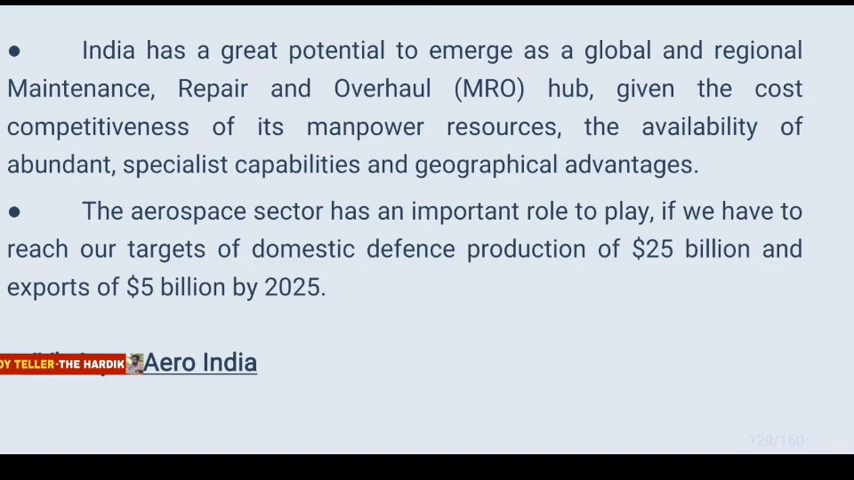 ● India has a great potential to emerge as a global and regional
Maintenance, Repair and Overhaul (MRO) hub, given the cost
competitiveness of its manpower resources, the availability of
abundant, specialist capabilities and geographical advantages.
● The aerospace sector has an important role to play, if we have to
reach our targets of domestic defence production of $25 billion and
exports of $5 billion by 2025.
TELLER-THE HARDIK Aero India
129/160